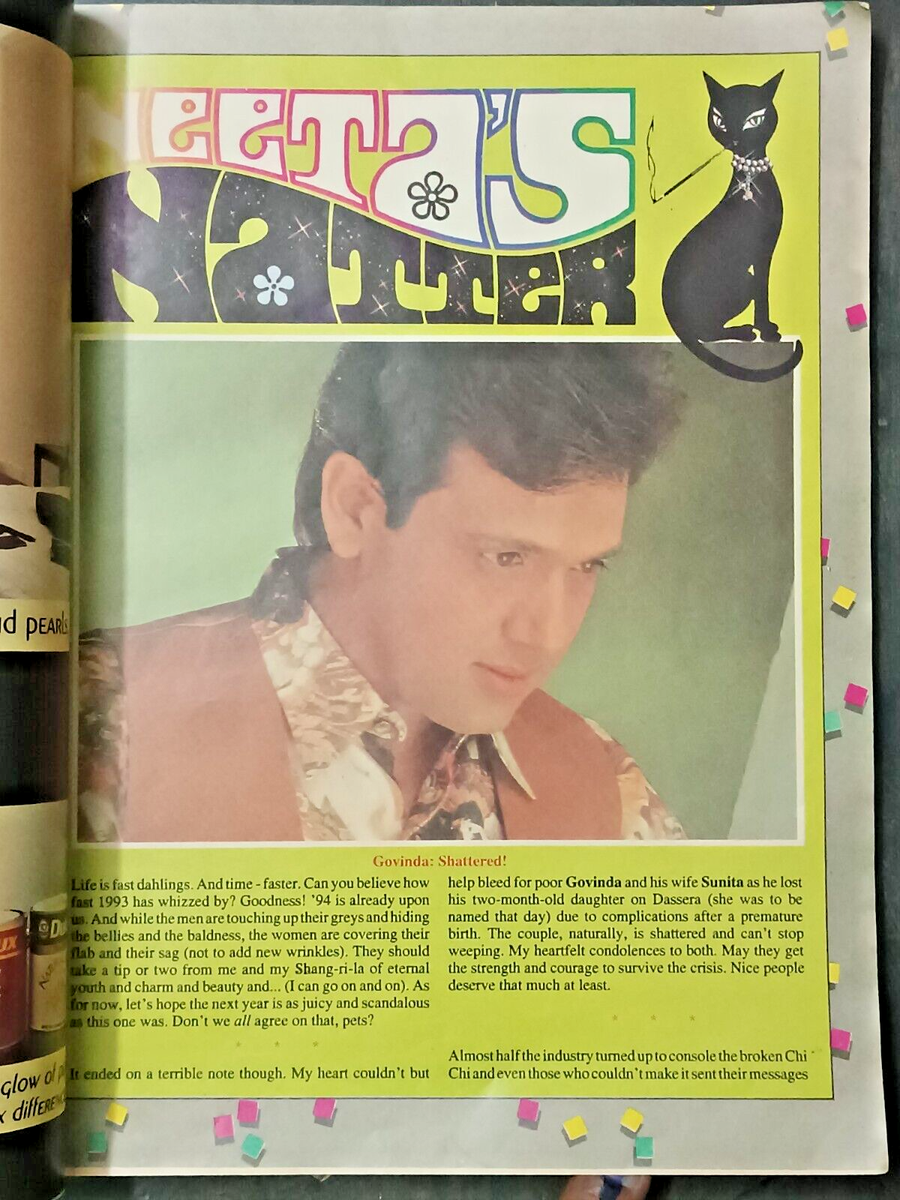 EETA'S
NATTER
Govinda: Shattered!
Life is fast dahlings. And time - faster. Can you believe how
fast 1993 has whizzed by? Goodness! '94 is already upon
us. And while the men are touching up their greys and hiding
the bellies and the baldness, the women are covering their
flab and their sag (not to add new wrinkles). They should
take a tip or two from me and my Shang-ri-la of eternal
youth and charm and beauty and... (I can go on and on). As
for now, let's hope the next year is as juicy and scandalous
as this one was. Don't we all agree on that, pets?
* * *
It ended on a terrible note though. My heart couldn't but
help bleed for poor Govinda and his wife Sunita as he lost
his two-month-old daughter on Dassera (she was to be
named that day) due to complications after a premature
birth. The couple, naturally, is shattered and can't stop
weeping. My heartfelt condolences to both. May they get
the strength and courage to survive the crisis. Nice people
deserve that much at least.
* * *
Almost half the industry turned up to console the broken Chi
Chi and even those who couldn't make it sent their messages
PEARLS
glow of